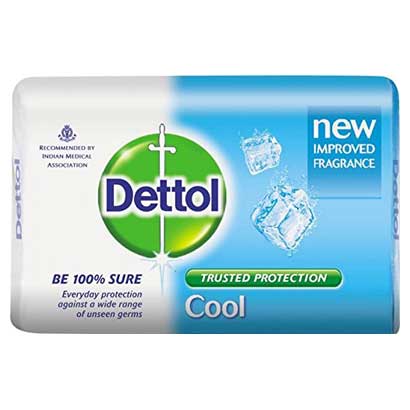 RECOMMENDED BY
INDIAN MEDICAL
ASSOCIATION
Dettol
BE 100% SURE
Everyday protection
against a wide range
of unseen germs
new
IMPROVED
FRAGRANCE
TRUSTED PROTECTION
Cool